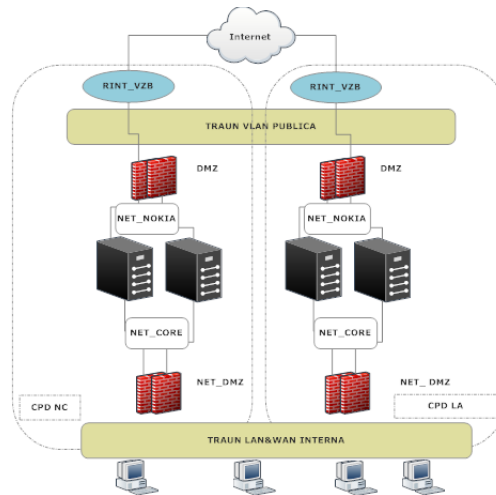 Internet
RINT_VZB
RINT_VZB
TRAUN VLAN PUBLICA
DMZ
DMZ
NET_NOKIA
NET_NOKIA
NET_CORE
NET_CORE
NET_DMZ
NET_ DMZ
CPD NC
CPD LA
TRAUN LAN&WAN INTERNA